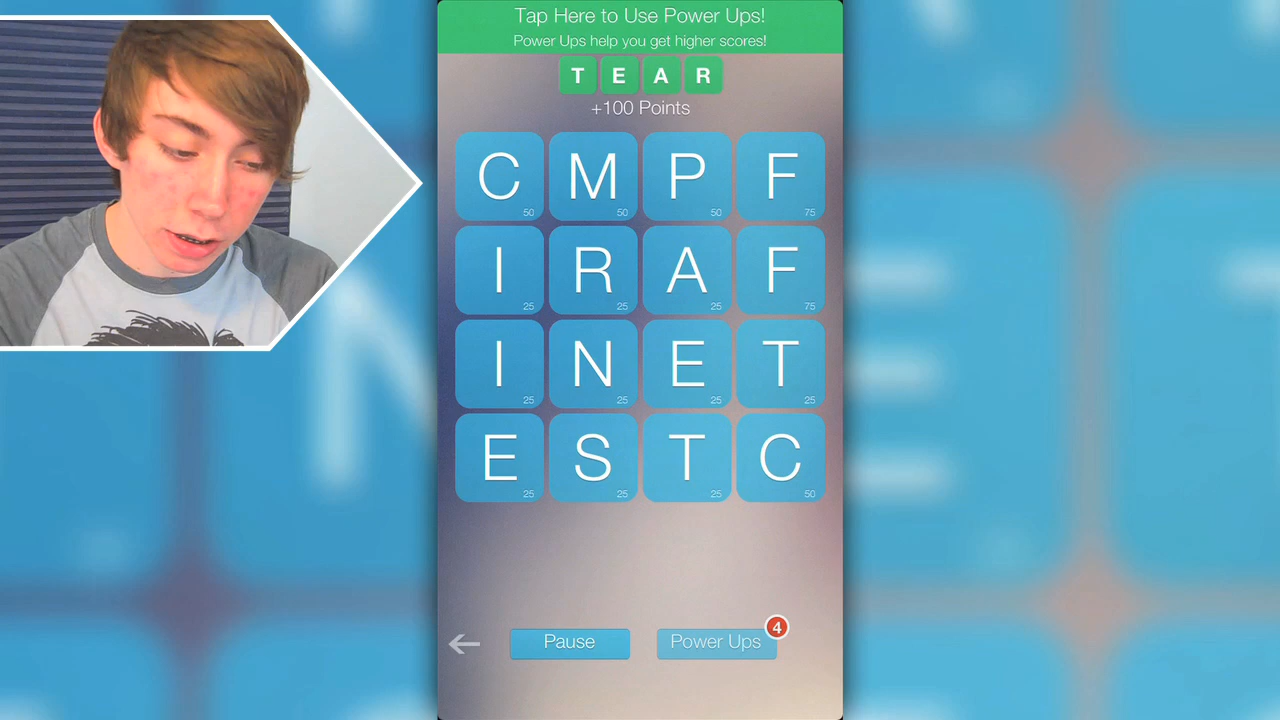 Tap Here to Use Power Ups!
Power Ups help you get higher scores!
T E A R
+100 Points
C M P F
50 50 50 75
I R A F
25 25 25 75
I N E T
25 25 25 25
E S T C
25 25 25 50
4
Pause Power Ups